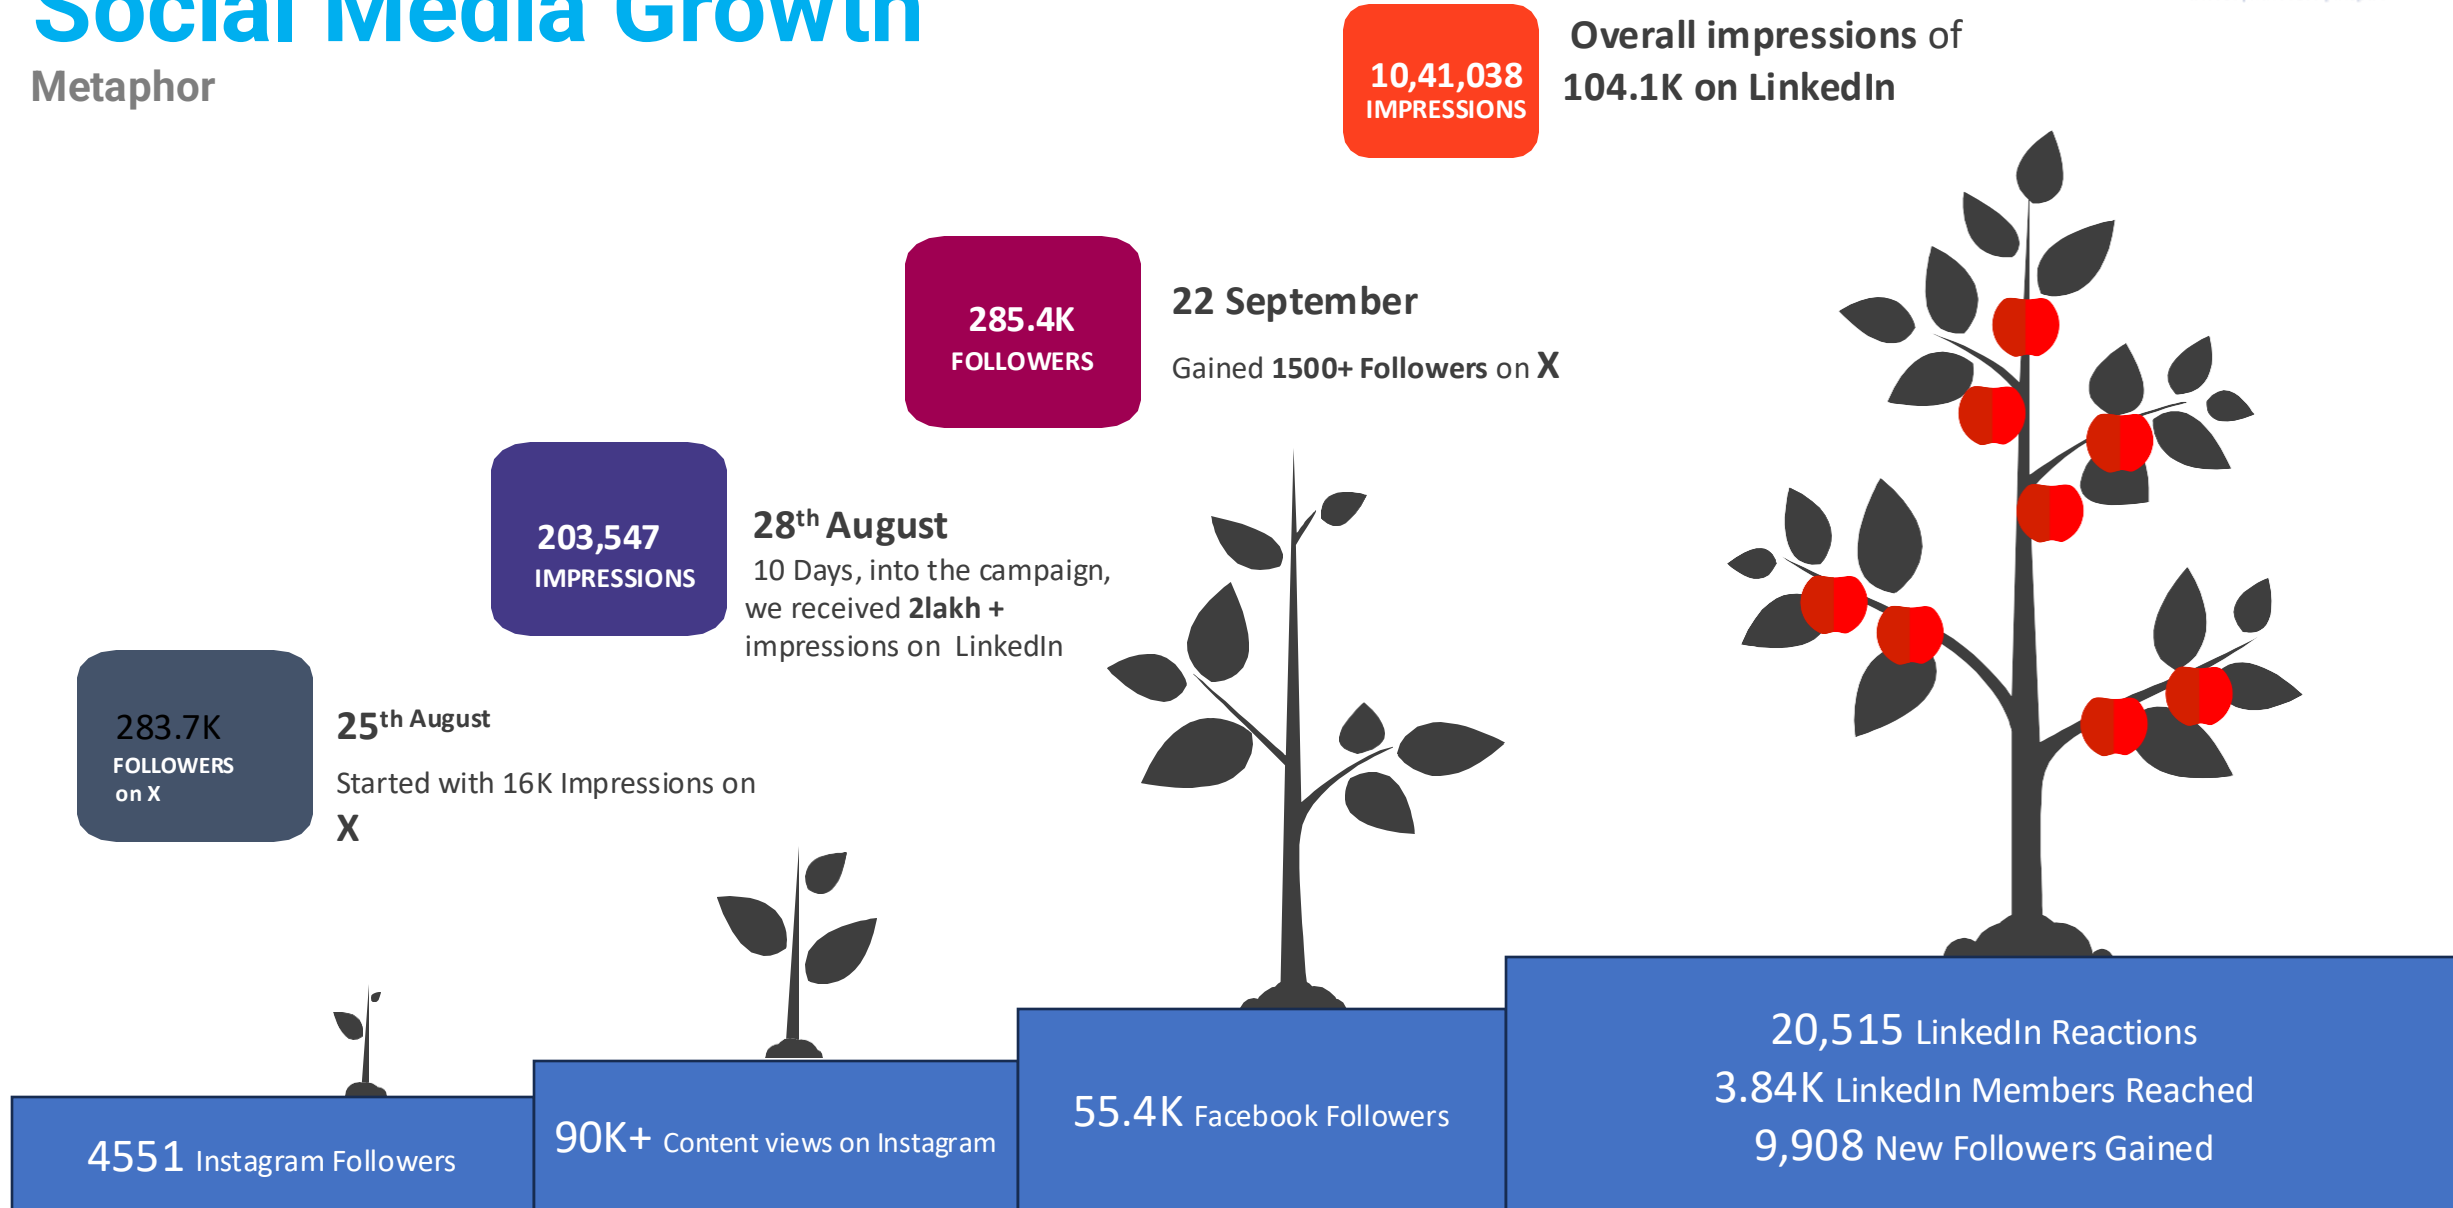 Social Media Growth
Metaphor
10,41,038
IMPRESSIONS
Overall impressions of
104.1K on LinkedIn
285.4K
FOLLOWERS
22 September
Gained 1500+ Followers on X
203,547
IMPRESSIONS
28th August
10 Days, into the campaign,
we received 2lakh +
impressions on LinkedIn
283.7K
FOLLOWERS
on X
25th August
Started with 16K Impressions on
X
4551 Instagram Followers
90K+ Content views on Instagram
55.4K Facebook Followers
20,515 LinkedIn Reactions
3.84K LinkedIn Members Reached
9,908 New Followers Gained